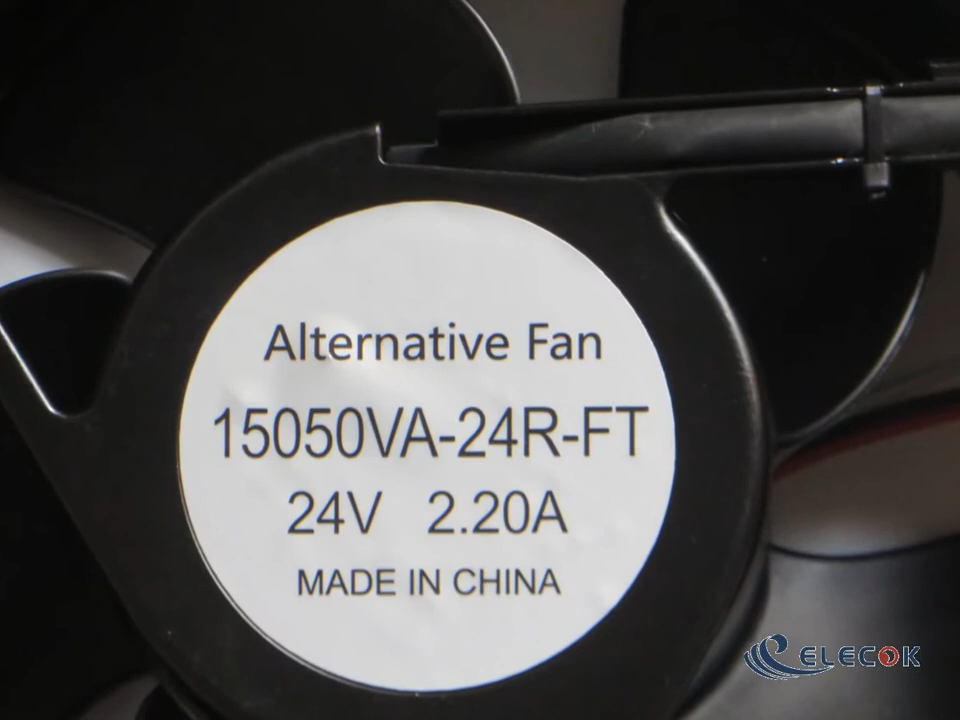 Alternative Fan
15050VA-24R-FT
24V 2.20A
MADE IN CHINA
ELECOK